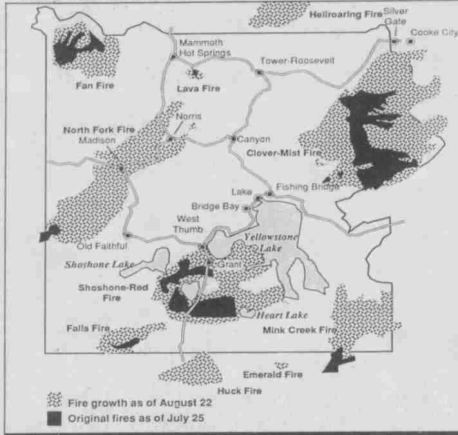 Hellroaring Fire
Silver
Gate
Cooke City
Mammoth
Hot Springs
Tower-Roosevelt
Fan Fire
Lava Fire
Norris
North Fork Fire
Madison
Canyon
Clover-Mist Fire
Lake
Fishing Bridge
Bridge Bay
West
Thumb
Old Faithful
Yellowstone
Lake
Shoshone Lake
Grant
Shoshone-Red
Fire
Heart Lake
Falls Fire
Mink Creek Fire
Emerald Fire
Huck Fire
Fire growth as of August 22
Original fires as of July 25